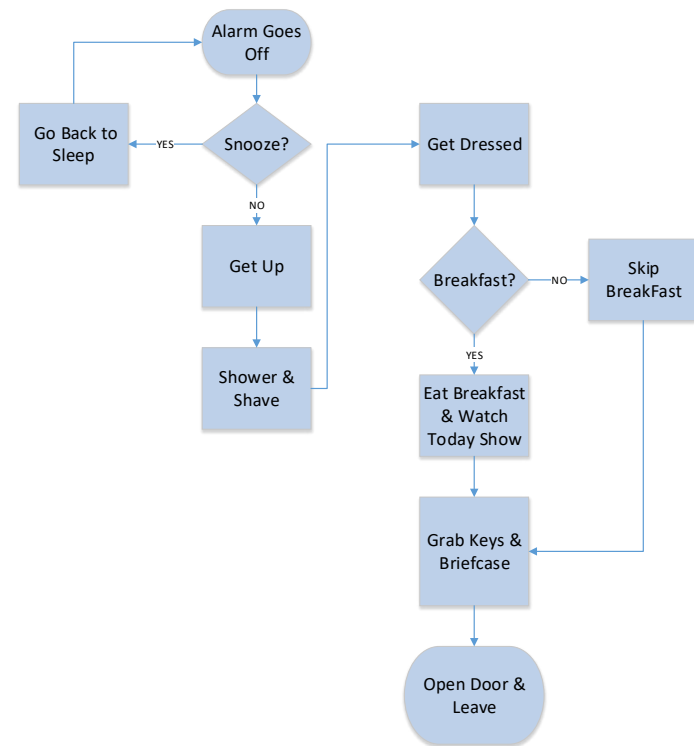 Alarm Goes
Off
Go Back to
Sleep
YES
Snooze?
NO
Get Up
Shower &
Shave
Get Dressed
Breakfast?
NO
Skip
BreakFast
YES
Eat Breakfast
& Watch
Today Show
Grab Keys &
Briefcase
Open Door &
Leave